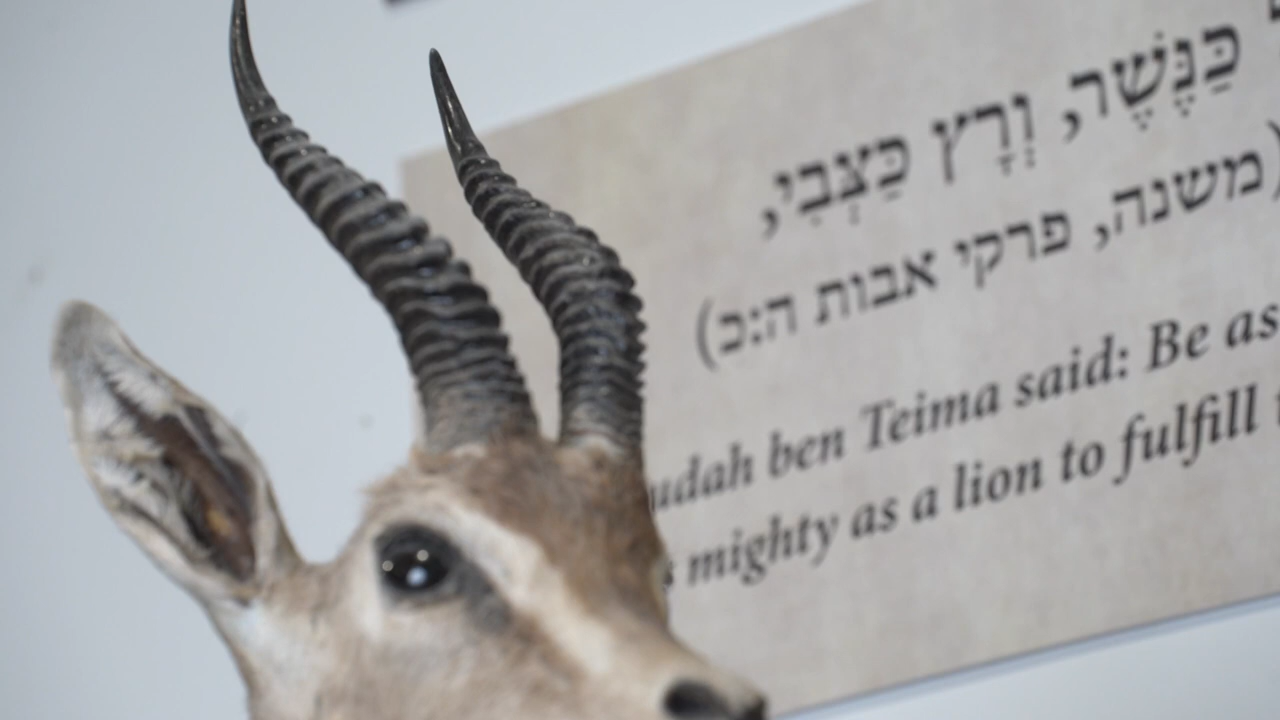 כַּנֶּשֶׁר, וְרָץ כַּצְּבִי,
(משנה, פרקי אבות ה:כ)
udah ben Teima said: Be as
mighty as a lion to fulfill